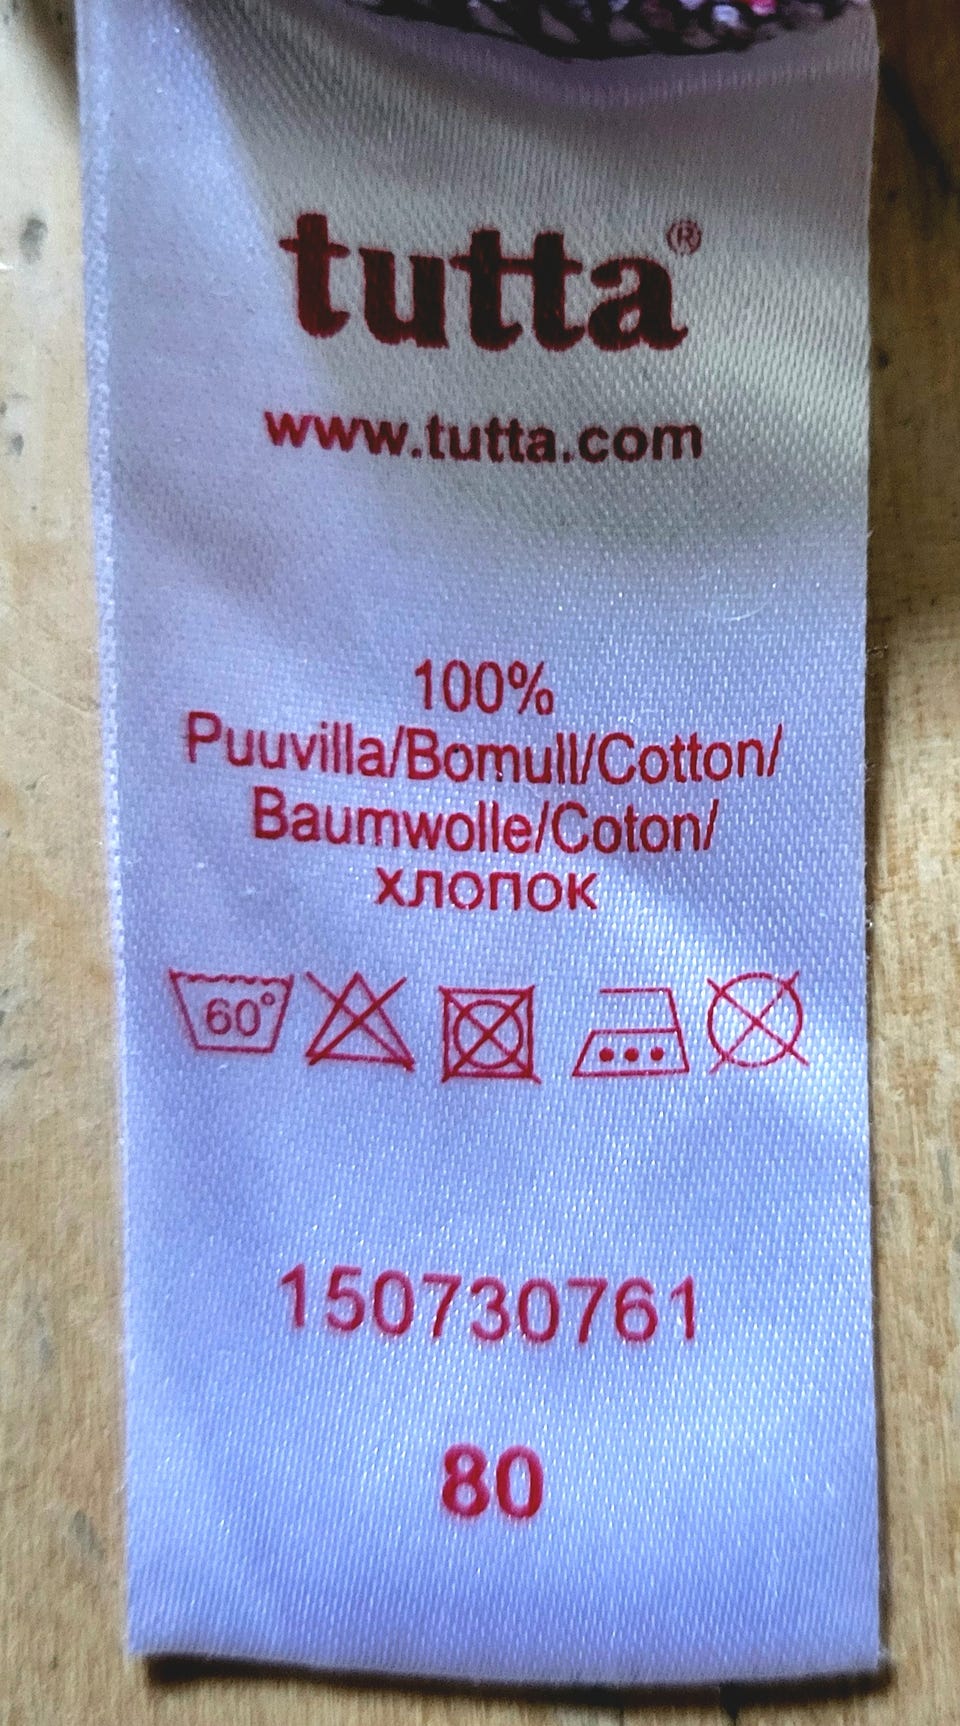 tutta®
www.tutta.com
100%
Puuvilla/Bomull/Cotton/
Baumwolle/Coton/
хлопок
60°
150730761
80